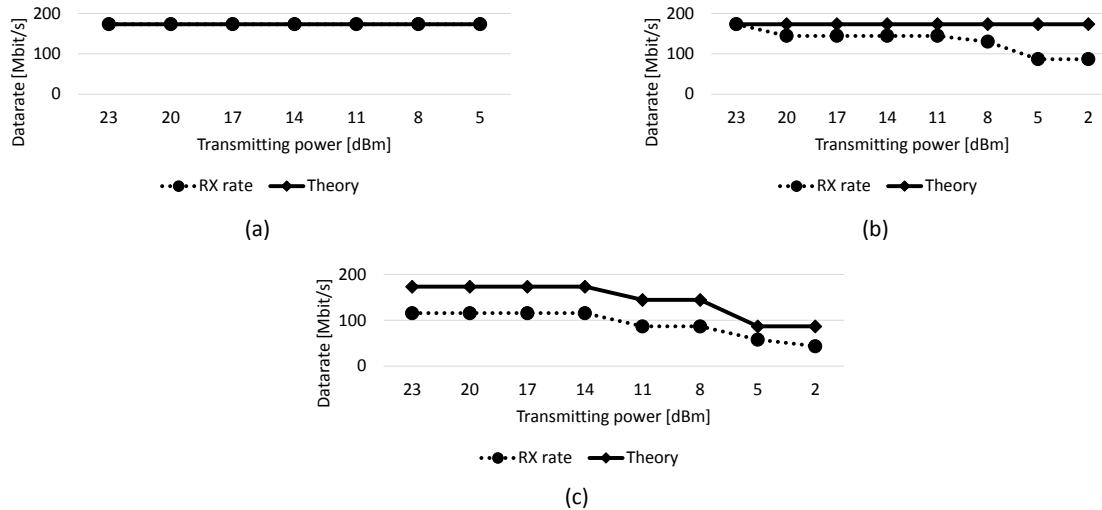 200
100
0
Datarate [Mbit/s]
23 20 17 14 11 8 5
Transmitting power [dBm]
RX rate Theory
(a)
200
100
0
Datarate [Mbit/s]
23 20 17 14 11 8 5 2
Transmitting power [dBm]
RX rate Theory
(b)
200
100
0
Datarate [Mbit/s]
23 20 17 14 11 8 5 2
Transmitting power [dBm]
RX rate Theory
(c)